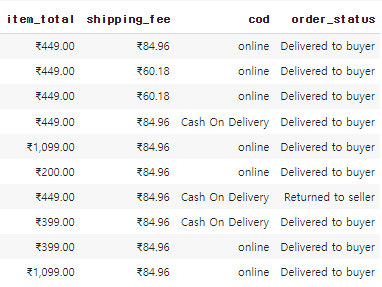 item_total shipping_fee cod order_status
₹449.00 ₹84.96 online Delivered to buyer
₹449.00 ₹60.18 online Delivered to buyer
₹449.00 ₹60.18 online Delivered to buyer
₹449.00 ₹84.96 Cash On Delivery Delivered to buyer
₹1,099.00 ₹84.96 online Delivered to buyer
₹200.00 ₹84.96 online Delivered to buyer
₹449.00 ₹84.96 Cash On Delivery Returned to seller
₹399.00 ₹84.96 Cash On Delivery Delivered to buyer
₹399.00 ₹84.96 online Delivered to buyer
₹1,099.00 ₹84.96 online Delivered to buyer